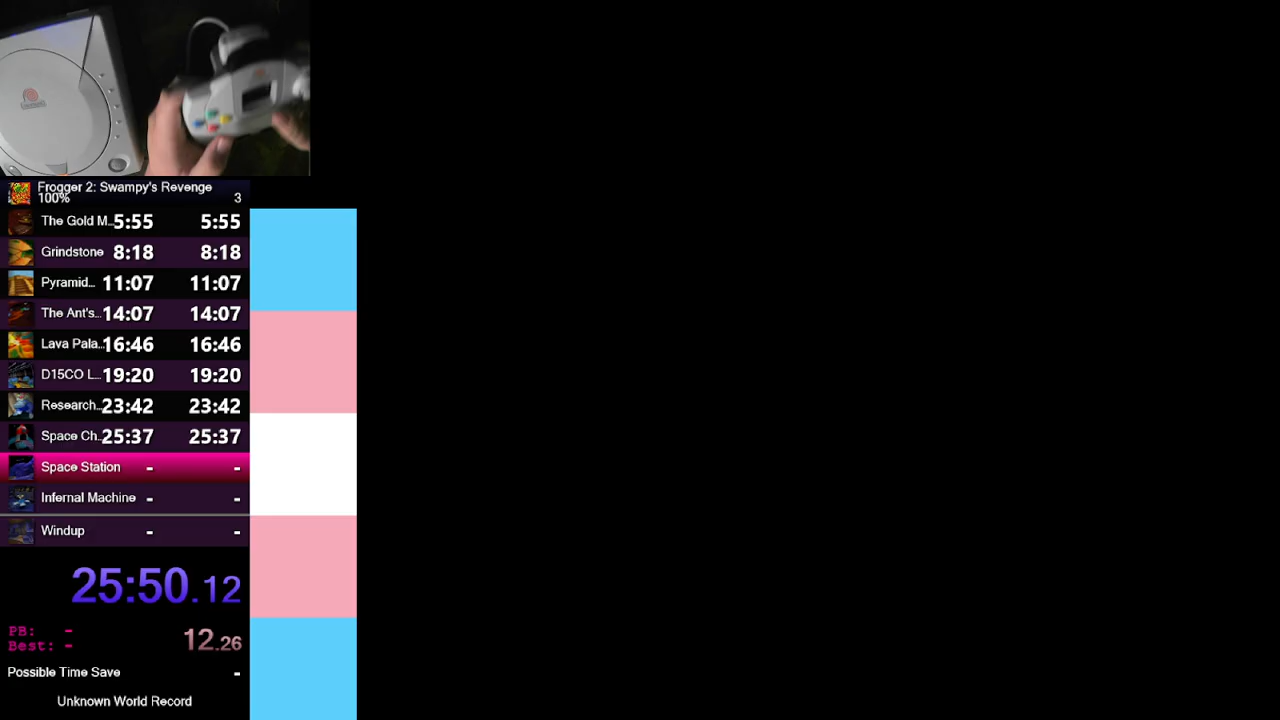 Frogger 2: Swampy's Revenge
100% 3
The Gold M... 5:55 5:55
Grindstone 8:18 8:18
Pyramid... 11:07 11:07
The Ant's... 14:07 14:07
Lava Pala... 16:46 16:46
D15CO L... 19:20 19:20
Research... 23:42 23:42
Space Ch... 25:37 25:37
Space Station - -
Infernal Machine - -
Windup - -
25:50.12
PB: - 12.26
Best: -
Possible Time Save -
Unknown World Record